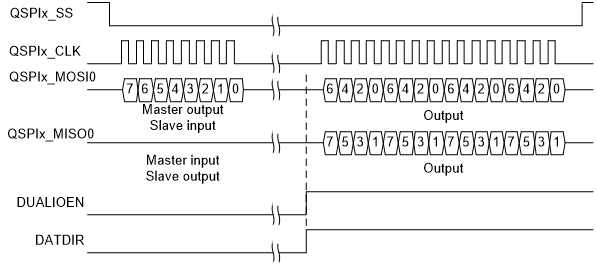 QSPIx_SS
QSPIx_CLK
QSPIx_MOSI0
7 6 5 4 3 2 1 0
6 4 2 0 6 4 2 0 6 4 2 0 6 4 2 0
Master output
Slave input
Output
QSPIx_MISO0
7 5 3 1 7 5 3 1 7 5 3 1 7 5 3 1
Master input
Slave output
Output
DUALIOEN
DATDIR